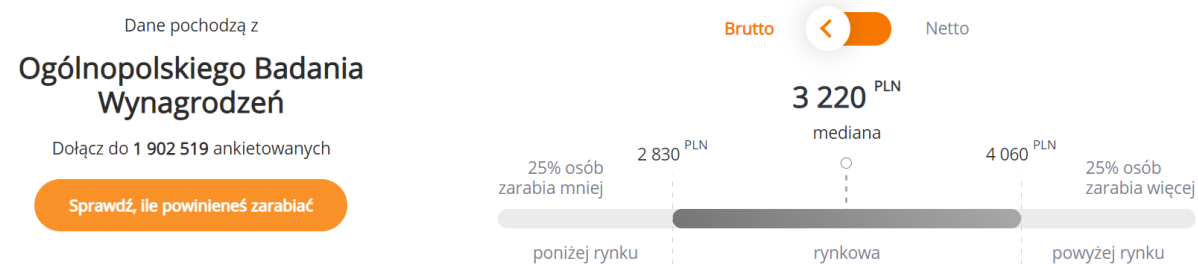 Dane pochodzą z
Ogólnopolskiego Badania
Wynagrodzeń
Dołącz do 1 902 519 ankietowanych
Sprawdź, ile powinieneś zarabiać
Brutto
Netto
3 220 PLN
mediana
2 830 PLN
4 060 PLN
25% osób
zarabia mniej
25% osób
zarabia więcej
poniżej rynku
rynkowa
powyżej rynku